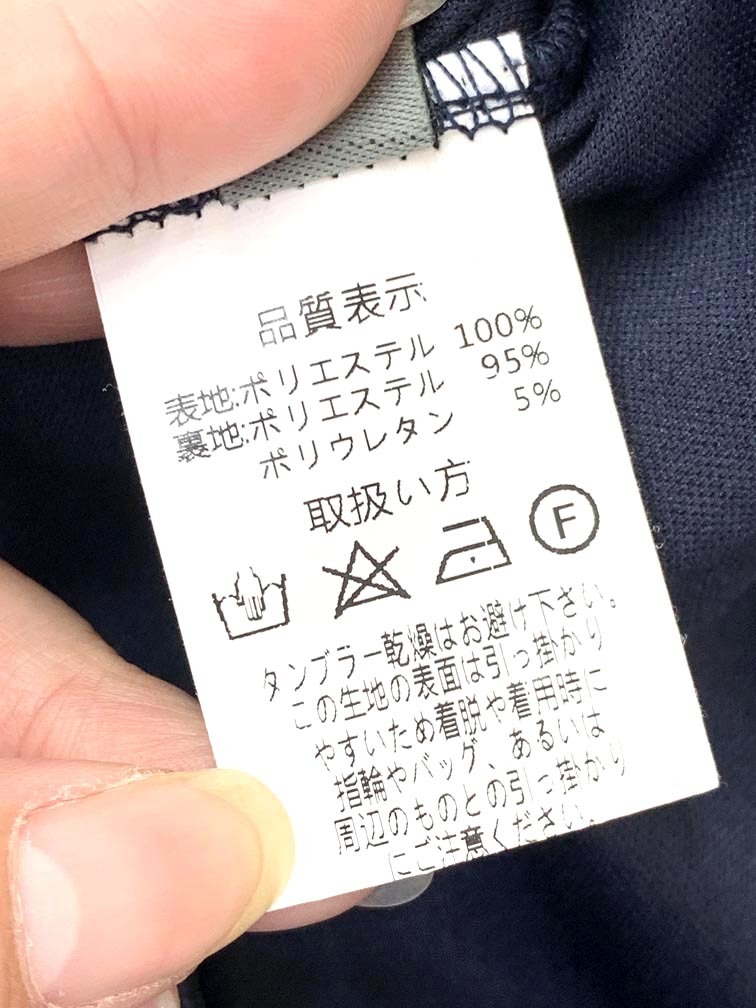 品質表示
表地:ポリエステル 100%
裏地:ポリエステル 95%
ポリウレタン 5%
取扱い方
F
タンブラー乾燥はお避け下さい。
この生地の表面は引っ掛かり
やすいため着脱や着用時に
指輪やバッグ、あるいは
周辺のものとの引っ掛かり
にご注意ください。